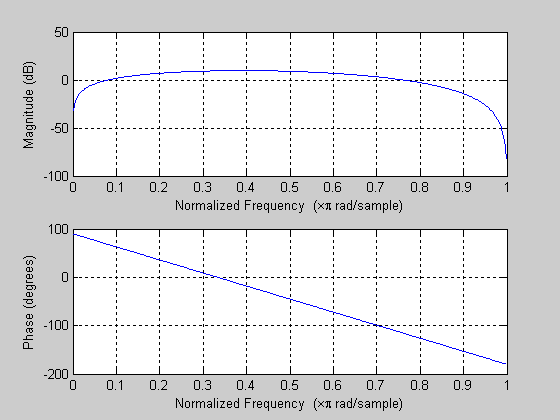 50
0
-50
-100
Magnitude (dB)
0 0.1 0.2 0.3 0.4 0.5 0.6 0.7 0.8 0.9 1
Normalized Frequency (×π rad/sample)
100
0
-100
-200
Phase (degrees)
0 0.1 0.2 0.3 0.4 0.5 0.6 0.7 0.8 0.9 1
Normalized Frequency (×π rad/sample)